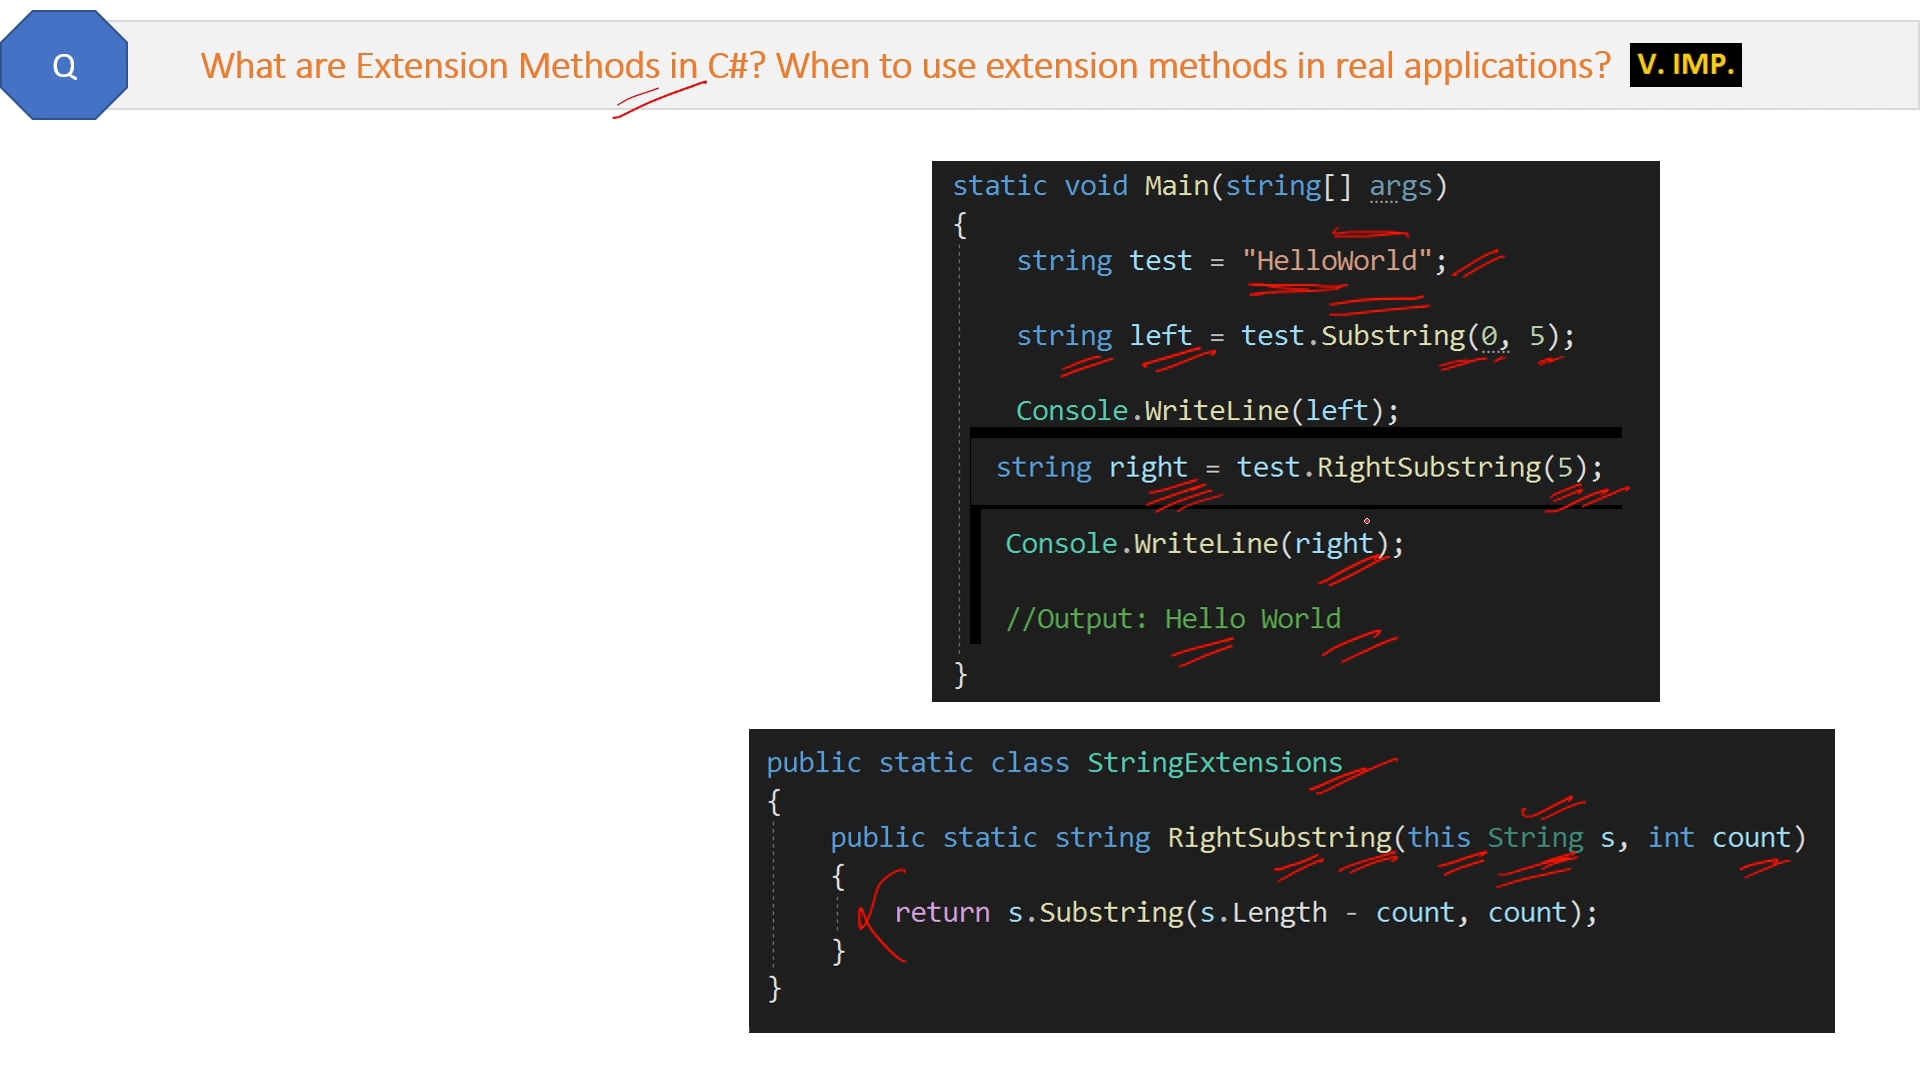 Q
What are Extension Methods in C#? When to use extension methods in real applications? V. IMP.
static void Main(string[] args)
{
string test = "HelloWorld";
string left = test.Substring(0, 5);
Console.WriteLine(left);
string right = test.RightSubstring(5);
Console.WriteLine(right);
//Output: Hello World
}
public static class StringExtensions
{
public static string RightSubstring(this String s, int count)
{
return s.Substring(s.Length - count, count);
}
}